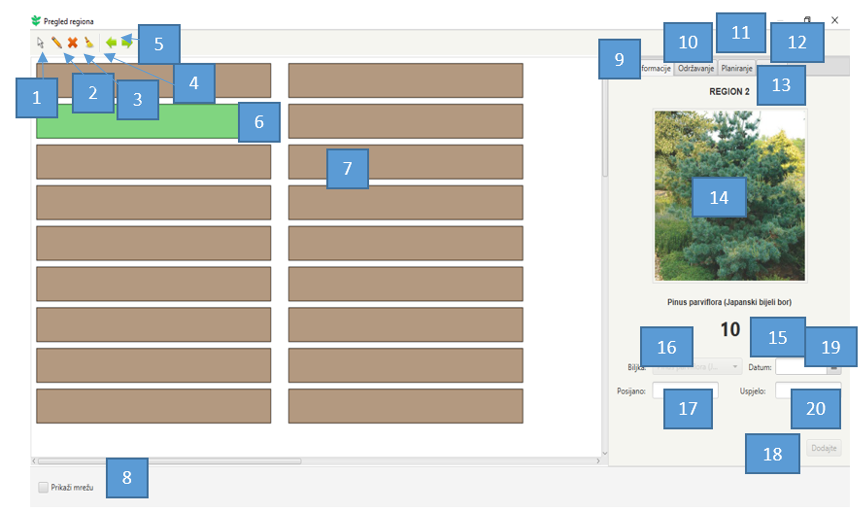 Pregled regiona
1
2
3
4
5
6
7
8
9
10
11
12
13
formacije
Održavanje
Planiranje
REGION 2
14
Pinus parviflora (Japanski bijeli bor)
10
15
16
19
Biljka:
Datum:
Posijano:
Uspjelo:
17
20
18
Dodajte
Prikaži mrežu